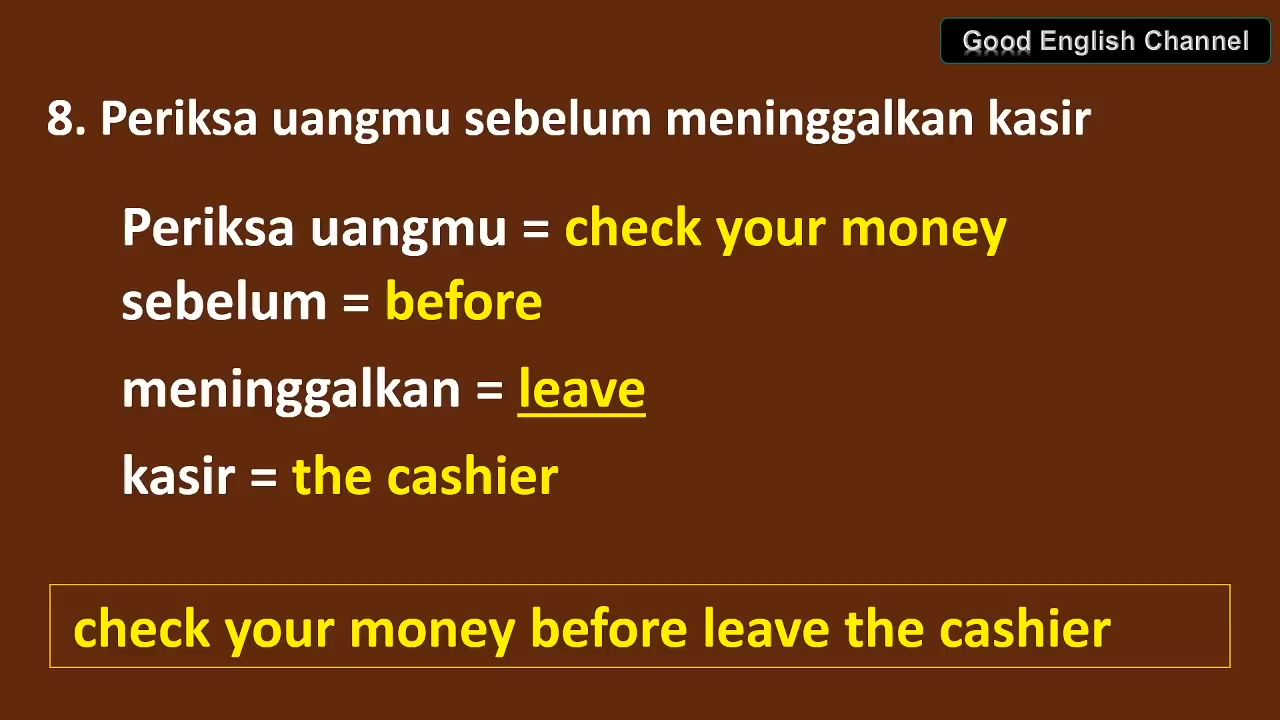 Good English Channel
8. Periksa uangmu sebelum meninggalkan kasir
Periksa uangmu = check your money
sebelum = before
meninggalkan = leave
kasir = the cashier
check your money before leave the cashier